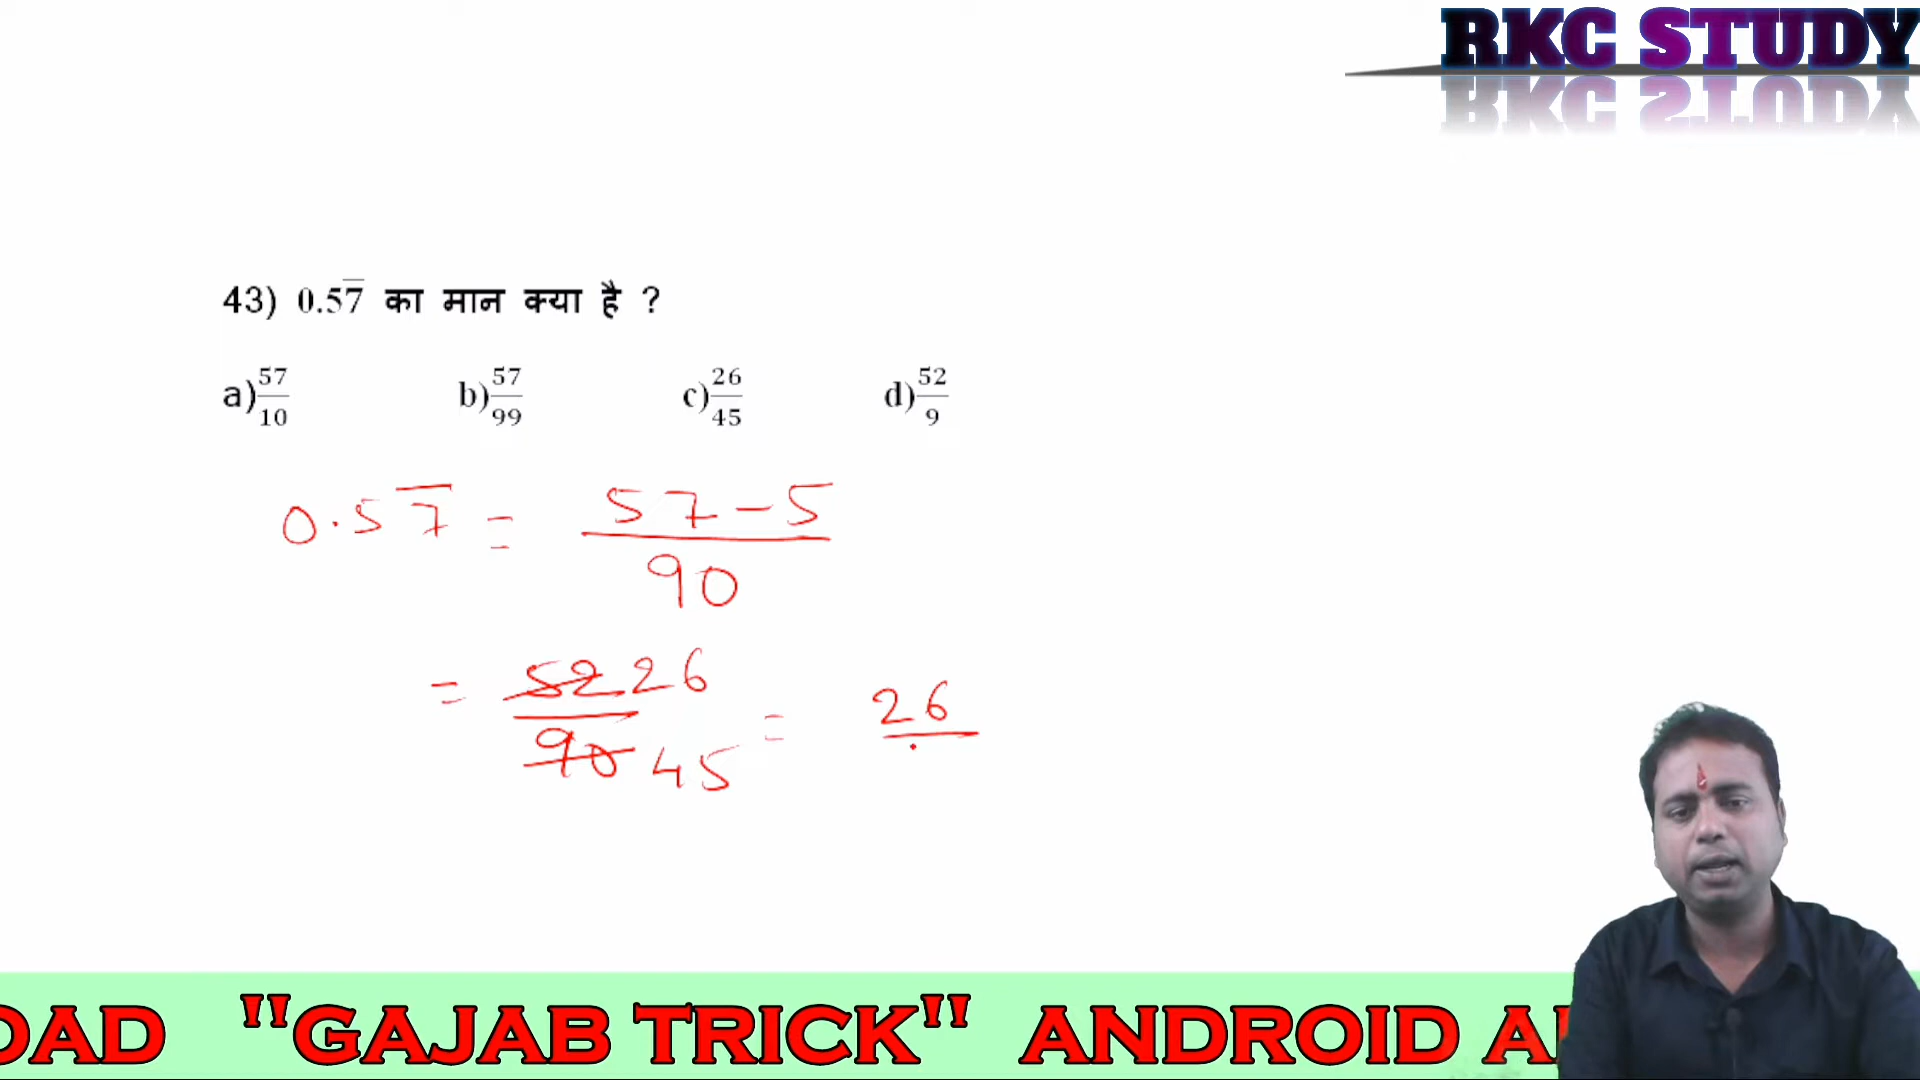 RKC STUDY
43) 0.57̅ का मान क्या है ?
a) 57/10 b) 57/99 c) 26/45 d) 52/9
0.57̅ = 57-5/90
= 52/90 26/45 = 26
OAD "GAJAB TRICK" ANDROID A